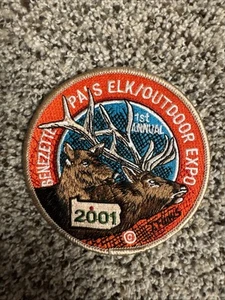 BENEZETTE PA'S ELK/OUTDOOR EXPO
1st
ANNUAL
2001